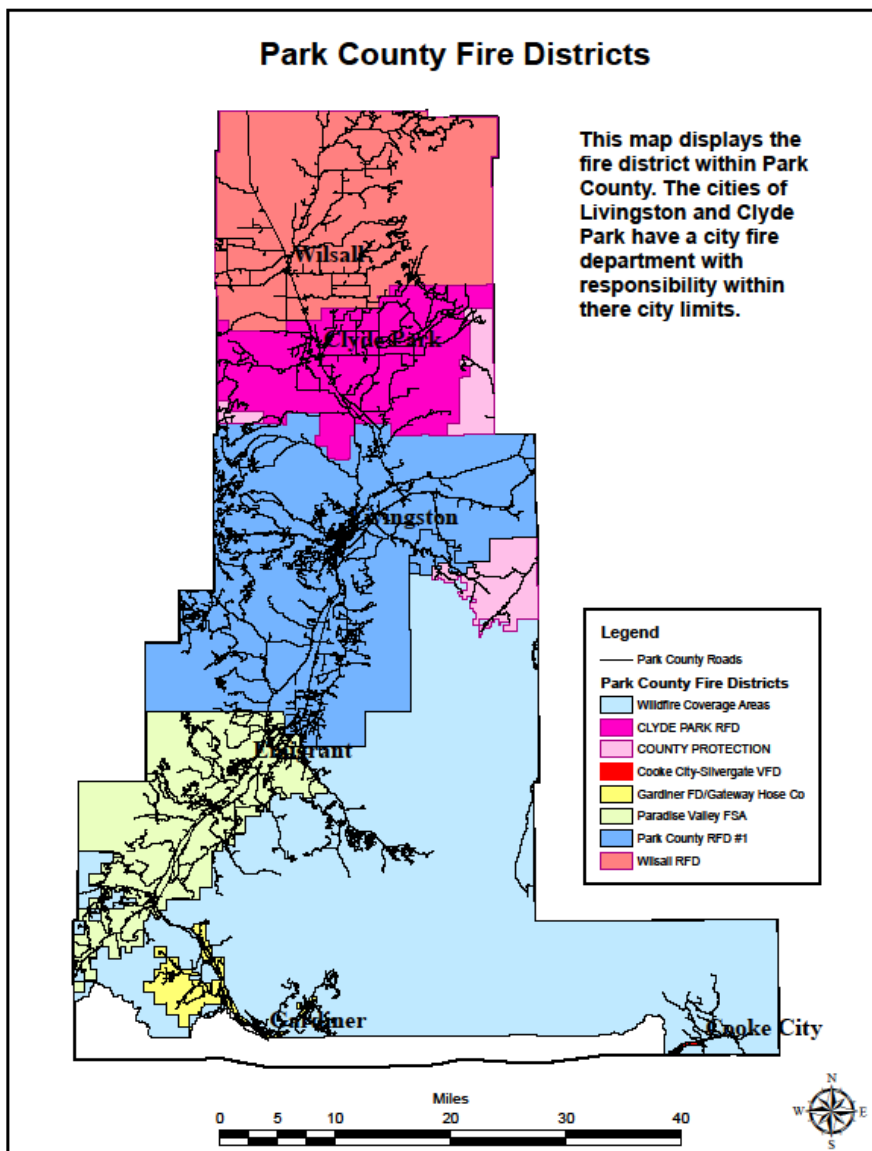 Park County Fire Districts
This map displays the
fire district within Park
County. The cities of
Livingston and Clyde
Park have a city fire
department with
responsibility within
there city limits.
Wilsall
Clyde Park
Livingston
Emigrant
Gardiner
Cooke City
Legend
Park County Roads
Park County Fire Districts
Wildfire Coverage Areas
CLYDE PARK RFD
COUNTY PROTECTION
Cooke City-Silvergate VFD
Gardiner FD/Gateway Hose Co
Paradise Valley FSA
Park County RFD #1
Wilsall RFD
Miles
0 5 10 20 30 40
N
W E
S